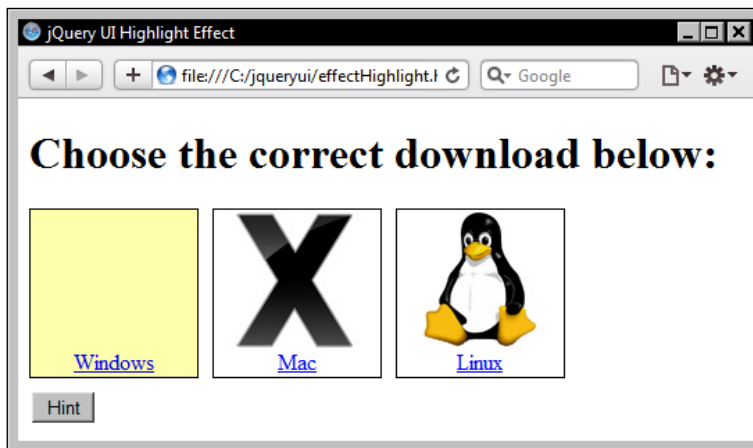 jQuery UI Highlight Effect
file:///C:/jqueryui/effectHighlight.h
Google
Choose the correct download below:
Windows
Mac
Linux
Hint